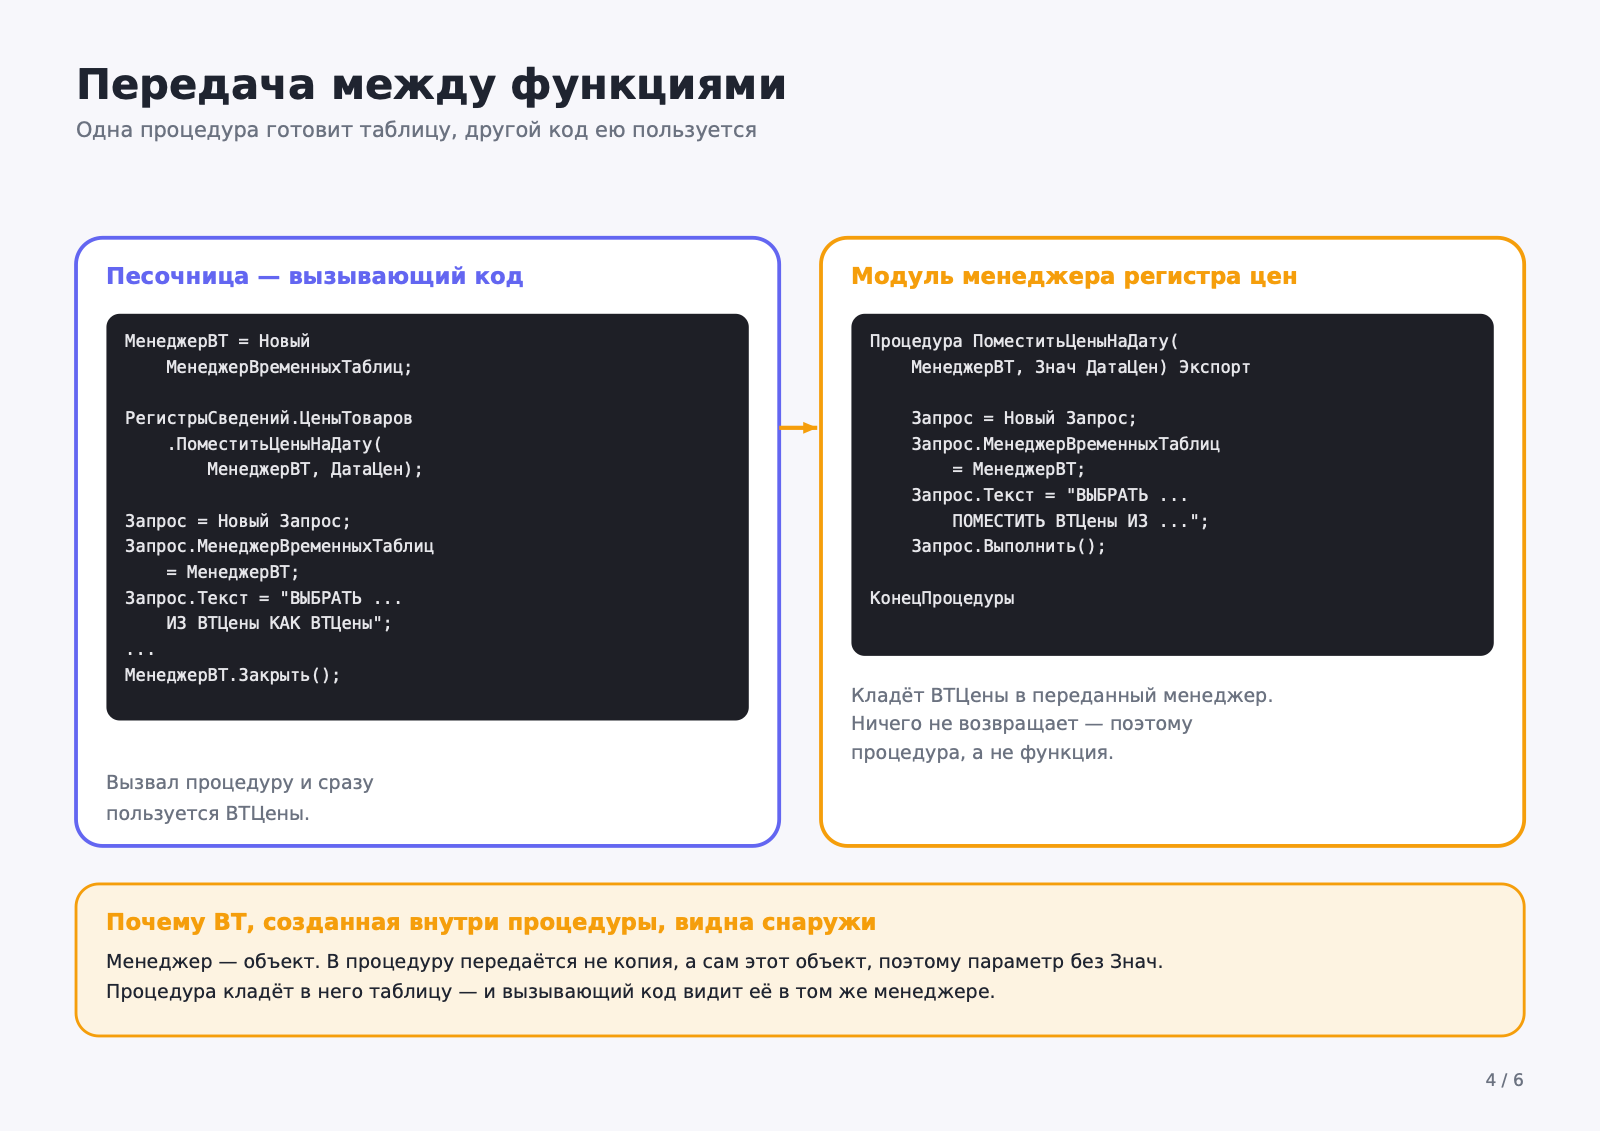 Передача между функциями
Одна процедура готовит таблицу, другой код ею пользуется
Песочница — вызывающий код
МенеджерВТ = Новый
    МенеджерВременныхТаблиц;
РегистрыСведений.ЦеныТоваров
    .ПоместитьЦеныНаДату(
        МенеджерВТ, ДатаЦен);
Запрос = Новый Запрос;
Запрос.МенеджерВременныхТаблиц
    = МенеджерВТ;
Запрос.Текст = "ВЫБРАТЬ ...
    ИЗ ВТЦены КАК ВТЦены";
...
МенеджерВТ.Закрыть();
Вызвал процедуру и сразу
пользуется ВТЦены.
Модуль менеджера регистра цен
Процедура ПоместитьЦеныНаДату(
    МенеджерВТ, Знач ДатаЦен) Экспорт
    Запрос = Новый Запрос;
    Запрос.МенеджерВременныхТаблиц
        = МенеджерВТ;
    Запрос.Текст = "ВЫБРАТЬ ...
        ПОМЕСТИТЬ ВТЦены ИЗ ...";
    Запрос.Выполнить();
КонецПроцедуры
Кладёт ВТЦены в переданный менеджер.
Ничего не возвращает — поэтому
процедура, а не функция.
Почему ВТ, созданная внутри процедуры, видна снаружи
Менеджер — объект. В процедуру передаётся не копия, а сам этот объект, поэтому параметр без Знач.
Процедура кладёт в него таблицу — и вызывающий код видит её в том же менеджере.
4 / 6